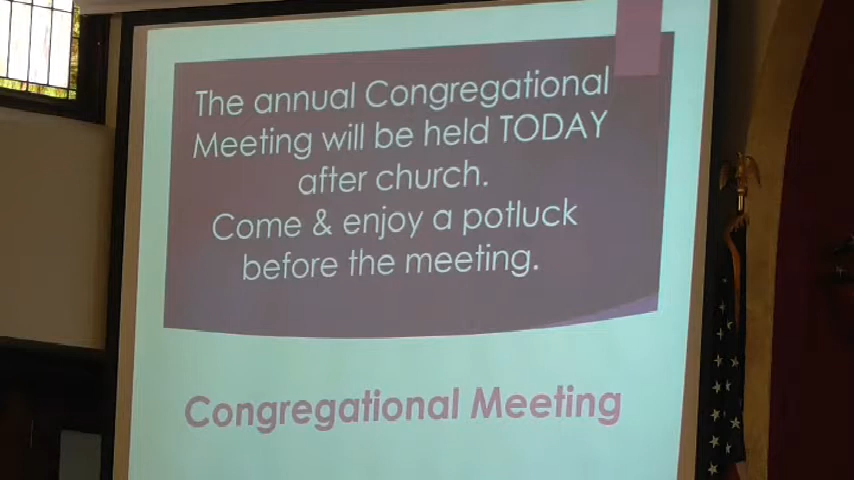 The annual Congregational
Meeting will be held TODAY
after church.
Come & enjoy a potluck
before the meeting.
Congregational Meeting